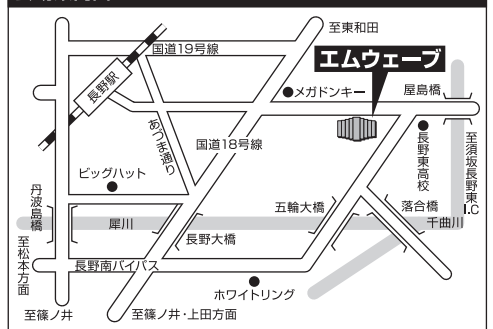 至東和田
国道19号線
エムウェーブ
長野駅
メガドンキー
屋島橋
あづま通り
国道18号線
長野東高校
至須坂長野東I.C
ビッグハット
丹波島橋
五輪大橋
落合橋
犀川
千曲川
長野大橋
至松本方面
長野南バイパス
ホワイトリング
至篠ノ井
至篠ノ井・上田方面